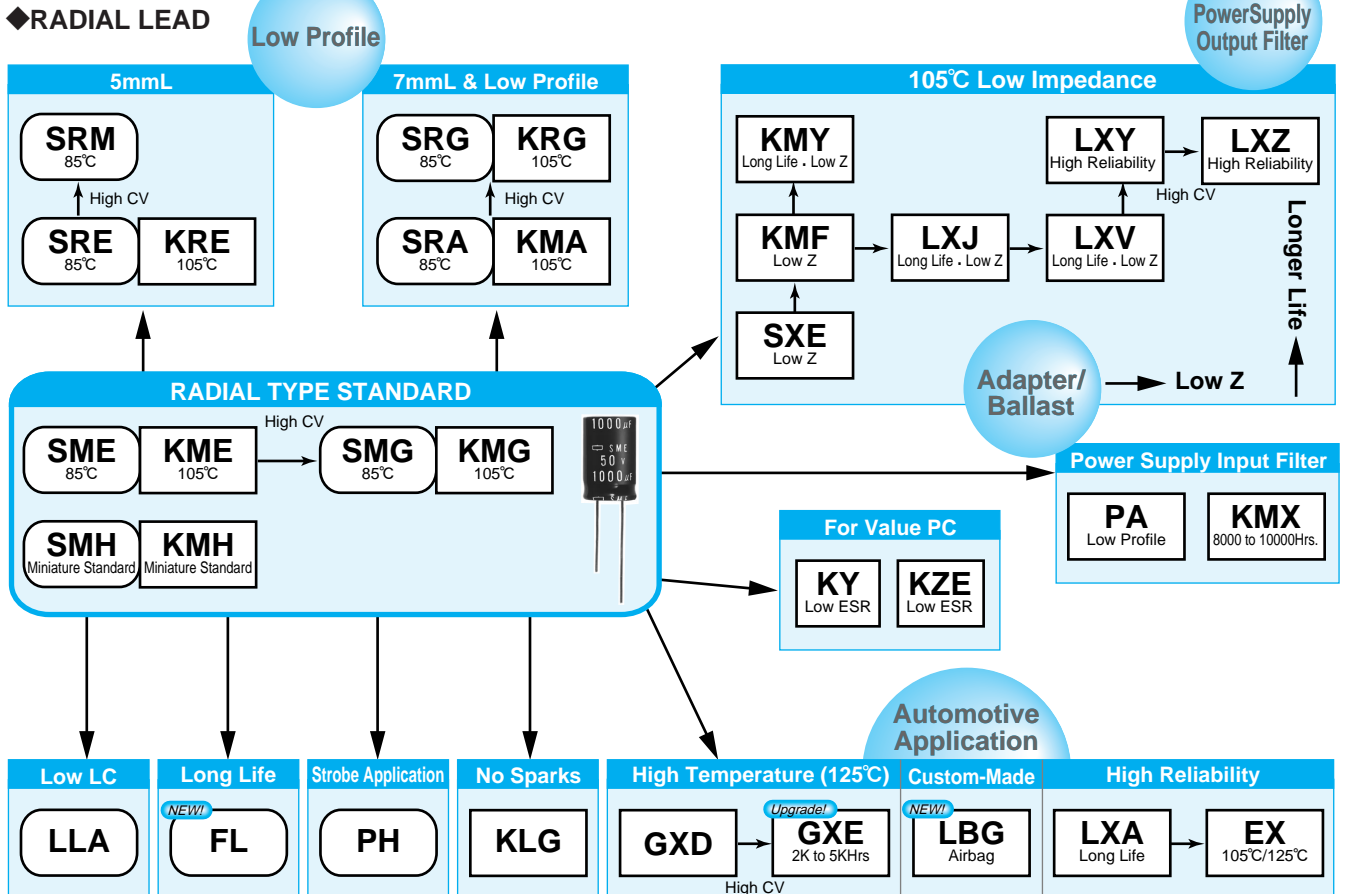 ◆RADIAL LEAD
Low Profile
PowerSupply
Output Filter
5mmL
SRM
85℃
High CV
SRE
85℃
KRE
105℃
7mmL & Low Profile
SRG
85℃
KRG
105℃
High CV
SRA
85℃
KMA
105℃
105℃ Low Impedance
KMY
Long Life . Low Z
LXY
High Reliability
LXZ
High Reliability
High CV
KMF
Low Z
LXJ
Long Life . Low Z
LXV
Long Life . Low Z
SXE
Low Z
Longer Life
Low Z
Adapter/
Ballast
RADIAL TYPE STANDARD
SME
85℃
KME
105℃
High CV
SMG
85℃
KMG
105℃
SMH
Miniature Standard
KMH
Miniature Standard
1000μF
SME
50 v
1000μF
SME
Power Supply Input Filter
PA
Low Profile
KMX
8000 to 10000Hrs.
For Value PC
KY
Low ESR
KZE
Low ESR
Automotive
Application
Low LC
LLA
Long Life
NEW!
FL
Strobe Application
PH
No Sparks
KLG
High Temperature (125℃)
GXD
Upgrade!
GXE
2K to 5KHrs
High CV
Custom-Made
NEW!
LBG
Airbag
High Reliability
LXA
Long Life
EX
105℃/125℃